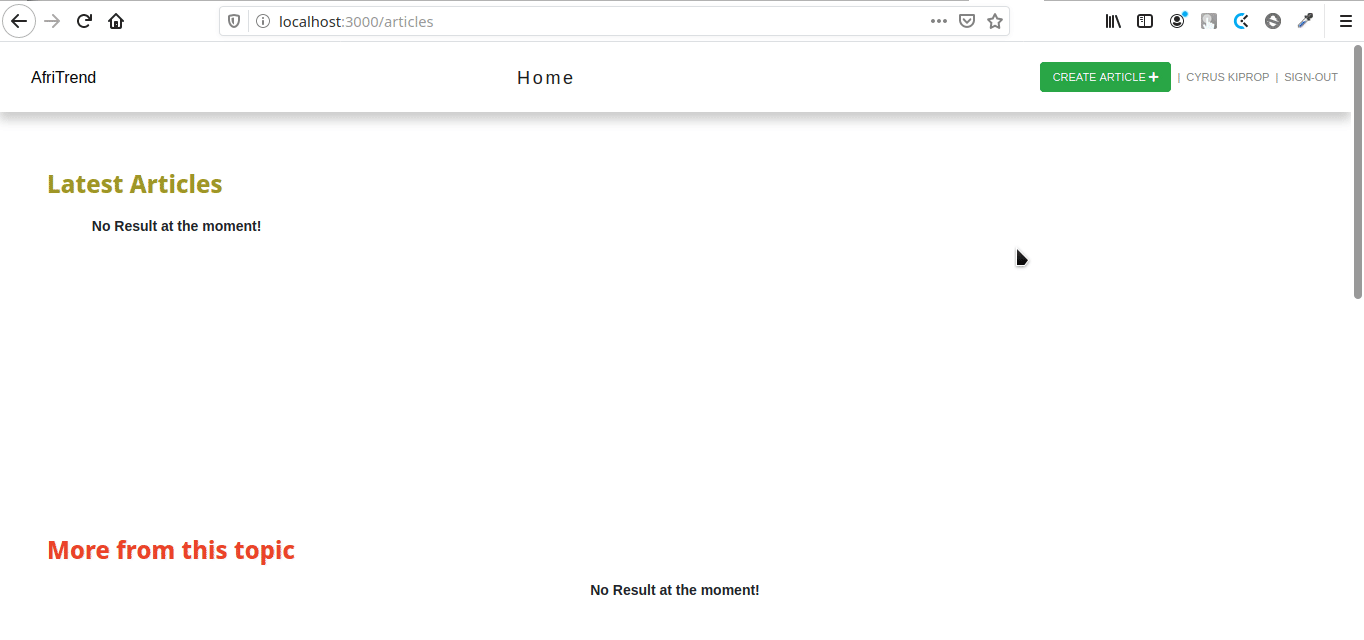 localhost:3000/articles
AfriTrend
Home
CREATE ARTICLE + | CYRUS KIPROP | SIGN-OUT
Latest Articles
No Result at the moment!
More from this topic
No Result at the moment!